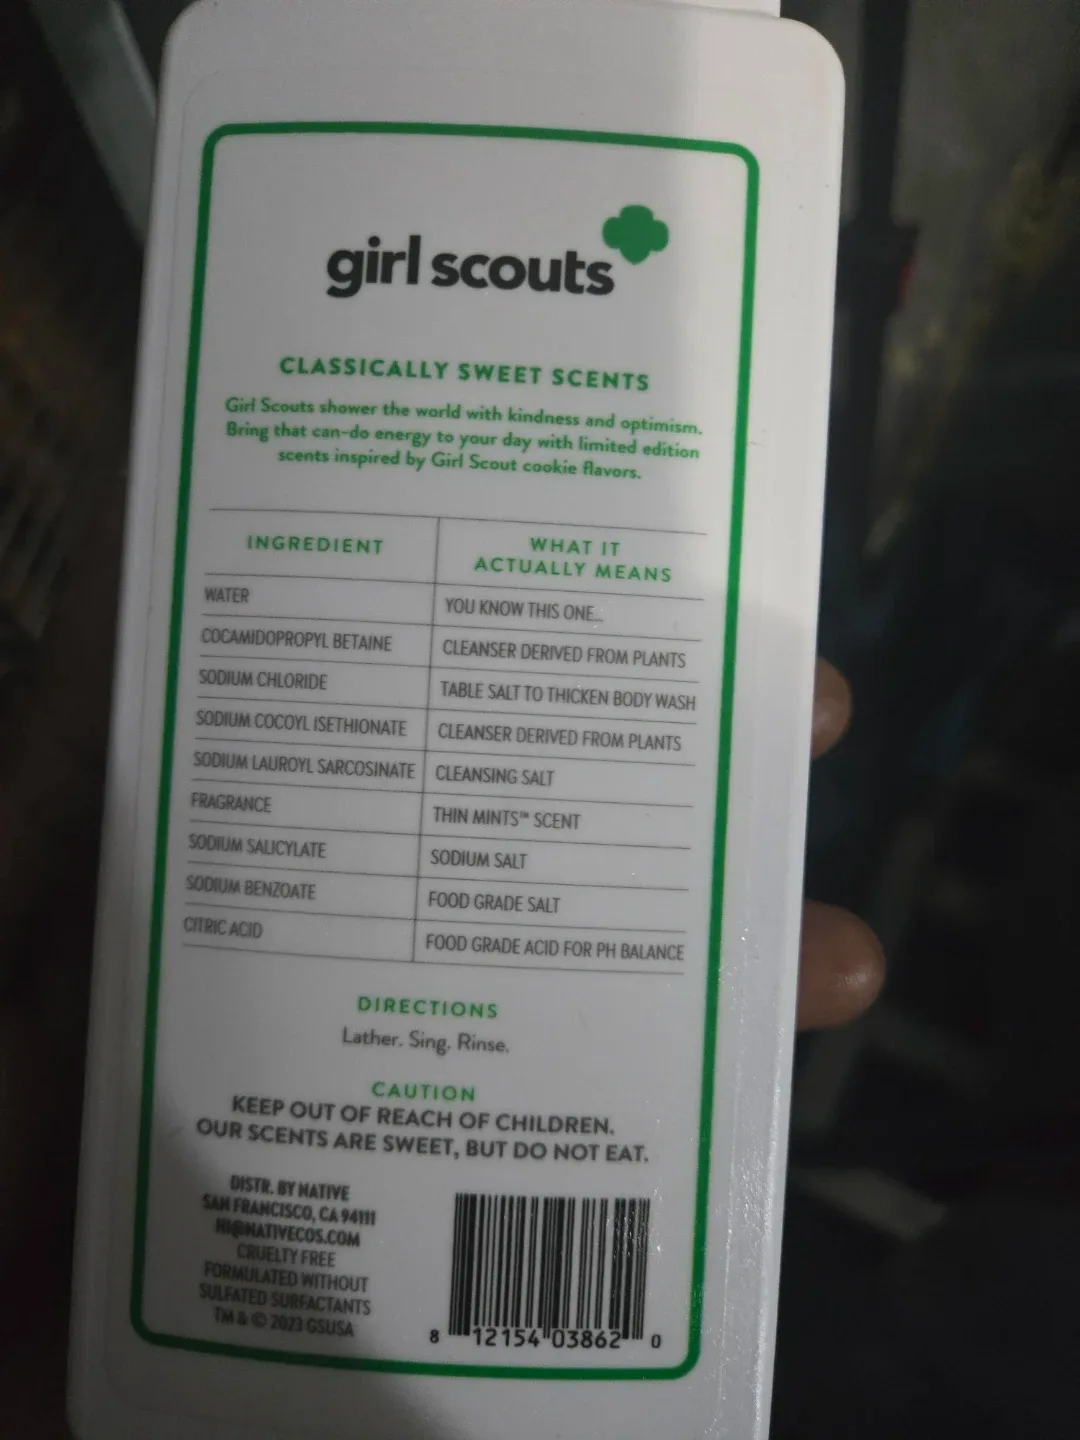 girl scouts
CLASSICALLY SWEET SCENTS
Girl Scouts shower the world with kindness and optimism.
Bring that can-do energy to your day with limited edition
scents inspired by Girl Scout cookie flavors.
INGREDIENT
WHAT IT
ACTUALLY MEANS
WATER
YOU KNOW THIS ONE...
COCAMIDOPROPYL BETAINE
CLEANSER DERIVED FROM PLANTS
SODIUM CHLORIDE
TABLE SALT TO THICKEN BODY WASH
SODIUM COCOYL ISETHIONATE
CLEANSER DERIVED FROM PLANTS
SODIUM LAUROYL SARCOSINATE
CLEANSING SALT
FRAGRANCE
THIN MINTS™ SCENT
SODIUM SALICYLATE
SODIUM SALT
SODIUM BENZOATE
FOOD GRADE SALT
CITRIC ACID
FOOD GRADE ACID FOR PH BALANCE
DIRECTIONS
Lather. Sing. Rinse.
CAUTION
KEEP OUT OF REACH OF CHILDREN.
OUR SCENTS ARE SWEET, BUT DO NOT EAT.
DISTR. BY NATIVE
SAN FRANCISCO, CA 94111
HI@NATIVECOS.COM
CRUELTY FREE
FORMULATED WITHOUT
SULFATED SURFACTANTS
TM & © 2023 GSUSA
8 12154 03862 0